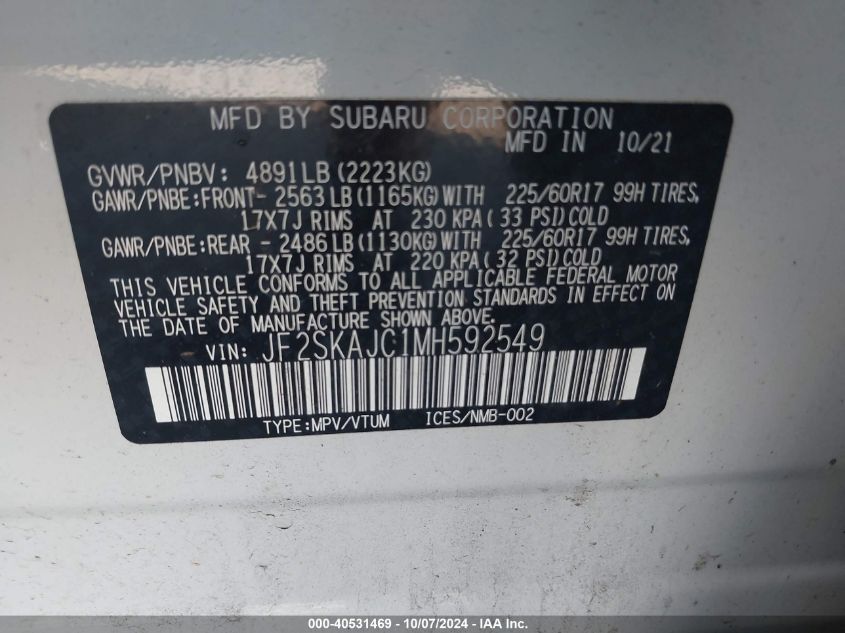 MFD BY SUBARU CORPORATION
MFD IN 10/21
GVWR/PNBV: 4891LB (2223KG)
GAWR/PNBE:FRONT- 2563 LB (1165KG) WITH 225/60R17 99H TIRES,
17X7J RIMS AT 230 KPA ( 33 PSI) COLD
GAWR/PNBE:REAR - 2486 LB (1130KG) WITH 225/60R17 99H TIRES,
17X7J RIMS AT 220 KPA ( 32 PSI) COLD
THIS VEHICLE CONFORMS TO ALL APPLICABLE FEDERAL MOTOR
VEHICLE SAFETY AND THEFT PREVENTION STANDARDS IN EFFECT ON
THE DATE OF MANUFACTURE SHOWN ABOVE.
VIN: JF2SKAJC1MH592549
TYPE:MPV/VTUM ICES/NMB-002
000-40531469 - 10/07/2024 - IAA Inc.